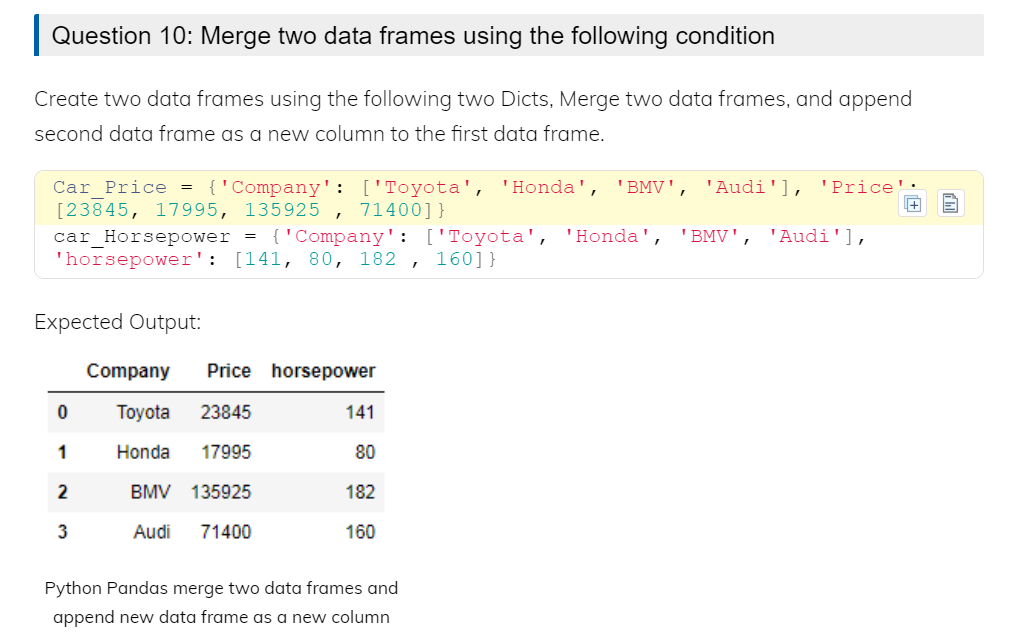 Question 10: Merge two data frames using the following condition
Create two data frames using the following two Dicts, Merge two data frames, and append
second data frame as a new column to the first data frame.
Car_Price = {'Company': ['Toyota', 'Honda', 'BMV', 'Audi'], 'Price':
[23845, 17995, 135925 , 71400]}
car_Horsepower = {'Company': ['Toyota', 'Honda', 'BMV', 'Audi'],
'horsepower': [141, 80, 182 , 160]}
Expected Output:
Company Price horsepower
0 Toyota 23845 141
1 Honda 17995 80
2 BMV 135925 182
3 Audi 71400 160
Python Pandas merge two data frames and
append new data frame as a new column